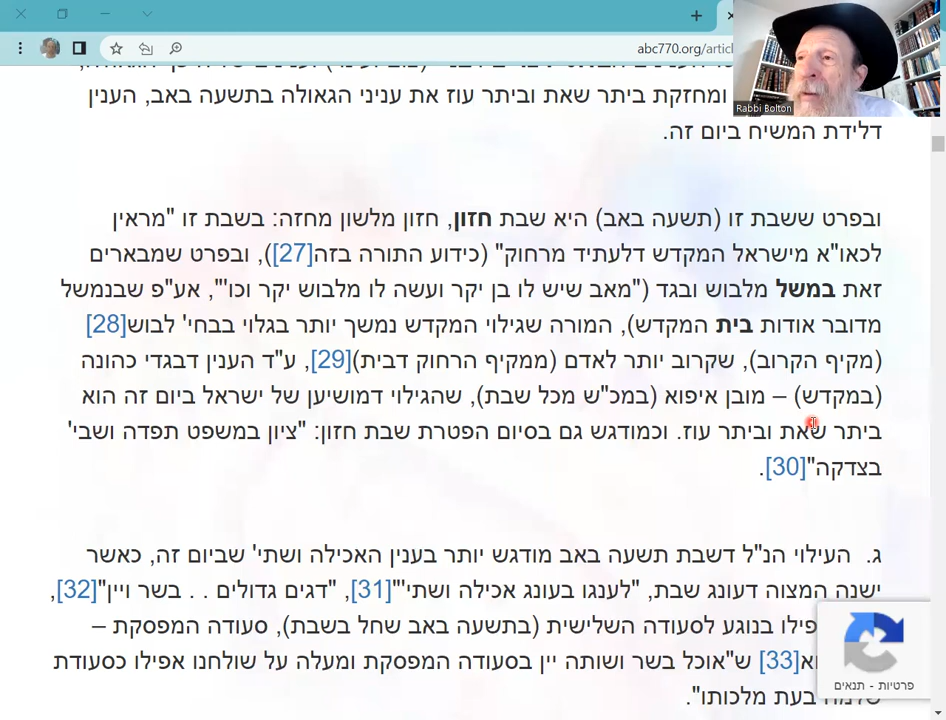 abc770.org/artic
Rabbi Bolton
ומחזקת ביתר שאת וביתר עוז את עניני הגאולה בתשעה באב, הענין
דלידת המשיח ביום זה.
ובפרט ששבת זו (תשעה באב) היא שבת חזון, חזון מלשון מחזה: בשבת זו "מראין
לכאו"א מישראל המקדש דלעתיד מרחוק" (כידוע התורה בזה[27]), ובפרט שמבארים
זאת במשל מלבוש ובגד ("מאב שיש לו בן יקר ועשה לו מלבוש יקר וכו'", אע"פ שבנמשל
מדובר אודות בית המקדש), המורה שגילוי המקדש נמשך יותר בגלוי בבחי' לבוש[28]
(מקיף הקרוב), שקרוב יותר לאדם (ממקיף הרחוק דבית)[29], ע"ד הענין דבגדי כהונה
(במקדש) – מובן איפוא (במכ"ש מכל שבת), שהגילוי דמושיען של ישראל ביום זה הוא
ביתר שאת וביתר עוז. וכמודגש גם בסיום הפטרת שבת חזון: "ציון במשפט תפדה ושבי'
בצדקה"[30].
ג. העילוי הנ"ל דשבת תשעה באב מודגש יותר בענין האכילה ושתי' שביום זה, כאשר
ישנה המצוה דעונג שבת, "לענגו בעונג אכילה ושתי'"[31], "דגים גדולים . . בשר ויין"[32],
פילו בנוגע לסעודה השלישית (בתשעה באב שחל בשבת), סעודה המפסקת –
וא[33] ש"אוכל בשר ושותה יין בסעודה המפסקת ומעלה על שולחנו אפילו כסעודת
שלמה בעת מלכותו".
פרטיות - תנאים